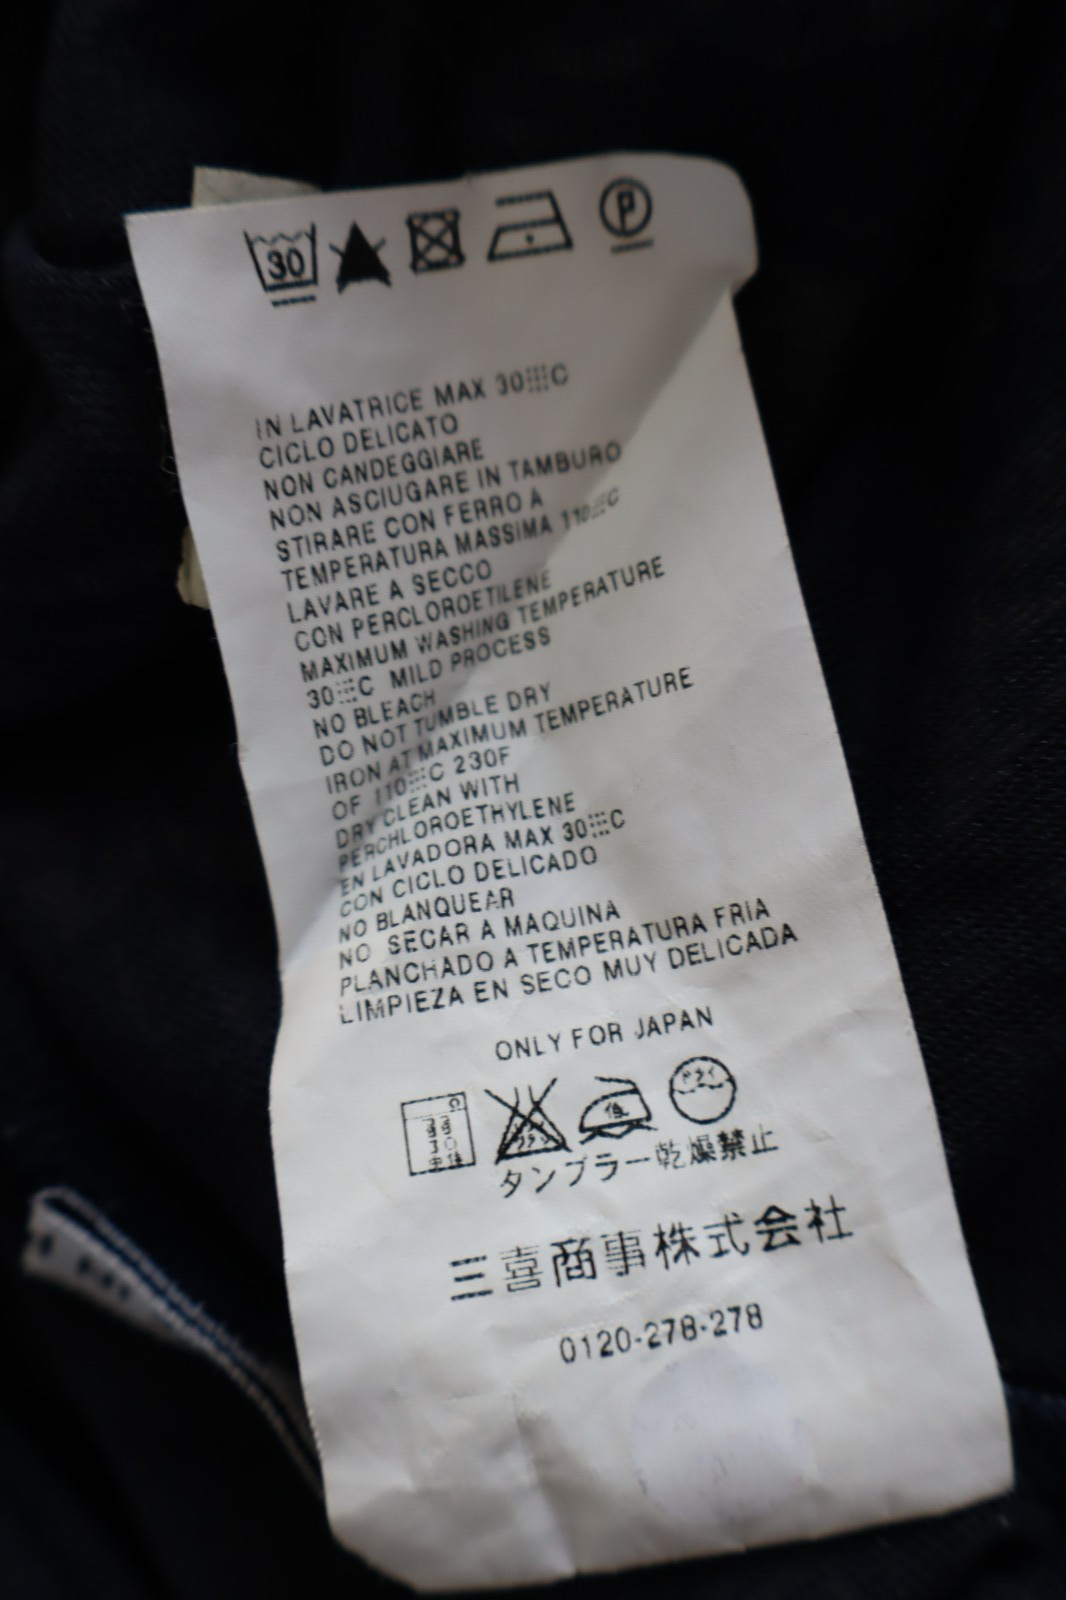 30
P
IN LAVATRICE MAX 30 C
CICLO DELICATO
NON CANDEGGIARE
NON ASCIUGARE IN TAMBURO
STIRARE CON FERRO A
TEMPERATURA MASSIMA 110 C
LAVARE A SECCO
CON PERCLOROETILENE
MAXIMUM WASHING TEMPERATURE
30 C MILD PROCESS
NO BLEACH
DO NOT TUMBLE DRY
IRON AT MAXIMUM TEMPERATURE
OF 110 C 230F
DRY CLEAN WITH
PERCHLOROETHYLENE
EN LAVADORA MAX 30 C
CON CICLO DELICADO
NO BLANQUEAR
NO SECAR A MAQUINA
PLANCHADO A TEMPERATURA FRIA
LIMPIEZA EN SECO MUY DELICADA
ONLY FOR JAPAN
低 ドライ
タンブラー乾燥禁止
三喜商事株式会社
0120-278-278